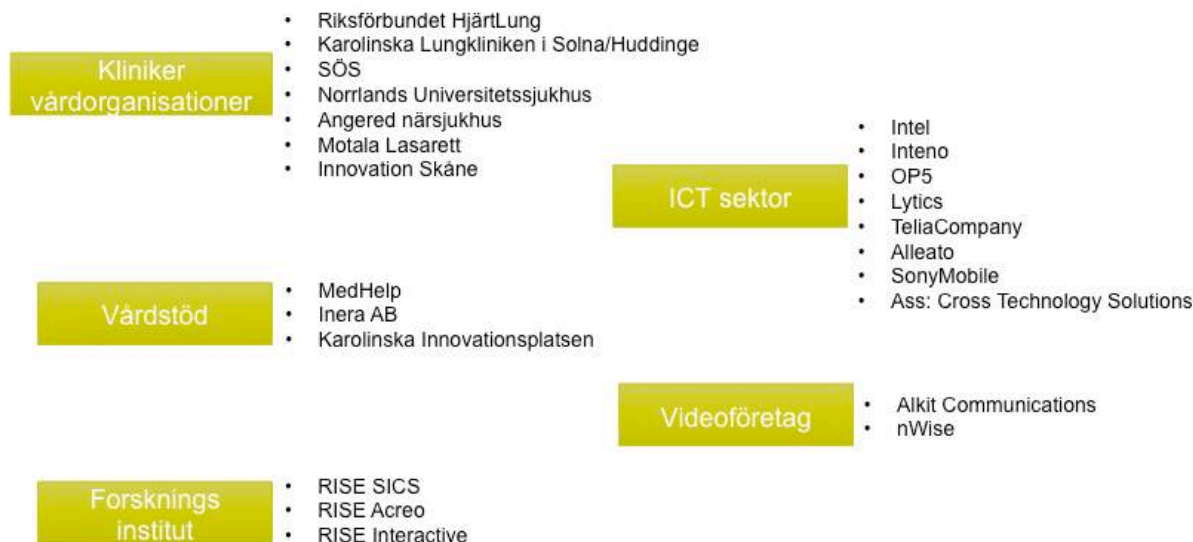 Kliniker
vårdorganisationer
• Riksförbundet HjärtLung
• Karolinska Lungkliniken i Solna/Huddinge
• SÖS
• Norrlands Universitetssjukhus
• Angered närsjukhus
• Motala Lasarett
• Innovation Skåne
ICT sektor
• Intel
• Inteno
• OP5
• Lytics
• TeliaCompany
• Alleato
• SonyMobile
• Ass: Cross Technology Solutions
Vårdstöd
• MedHelp
• Inera AB
• Karolinska Innovationsplatsen
Videoföretag
• Alkit Communications
• nWise
Forsknings
institut
• RISE SICS
• RISE Acreo
• RISE Interactive